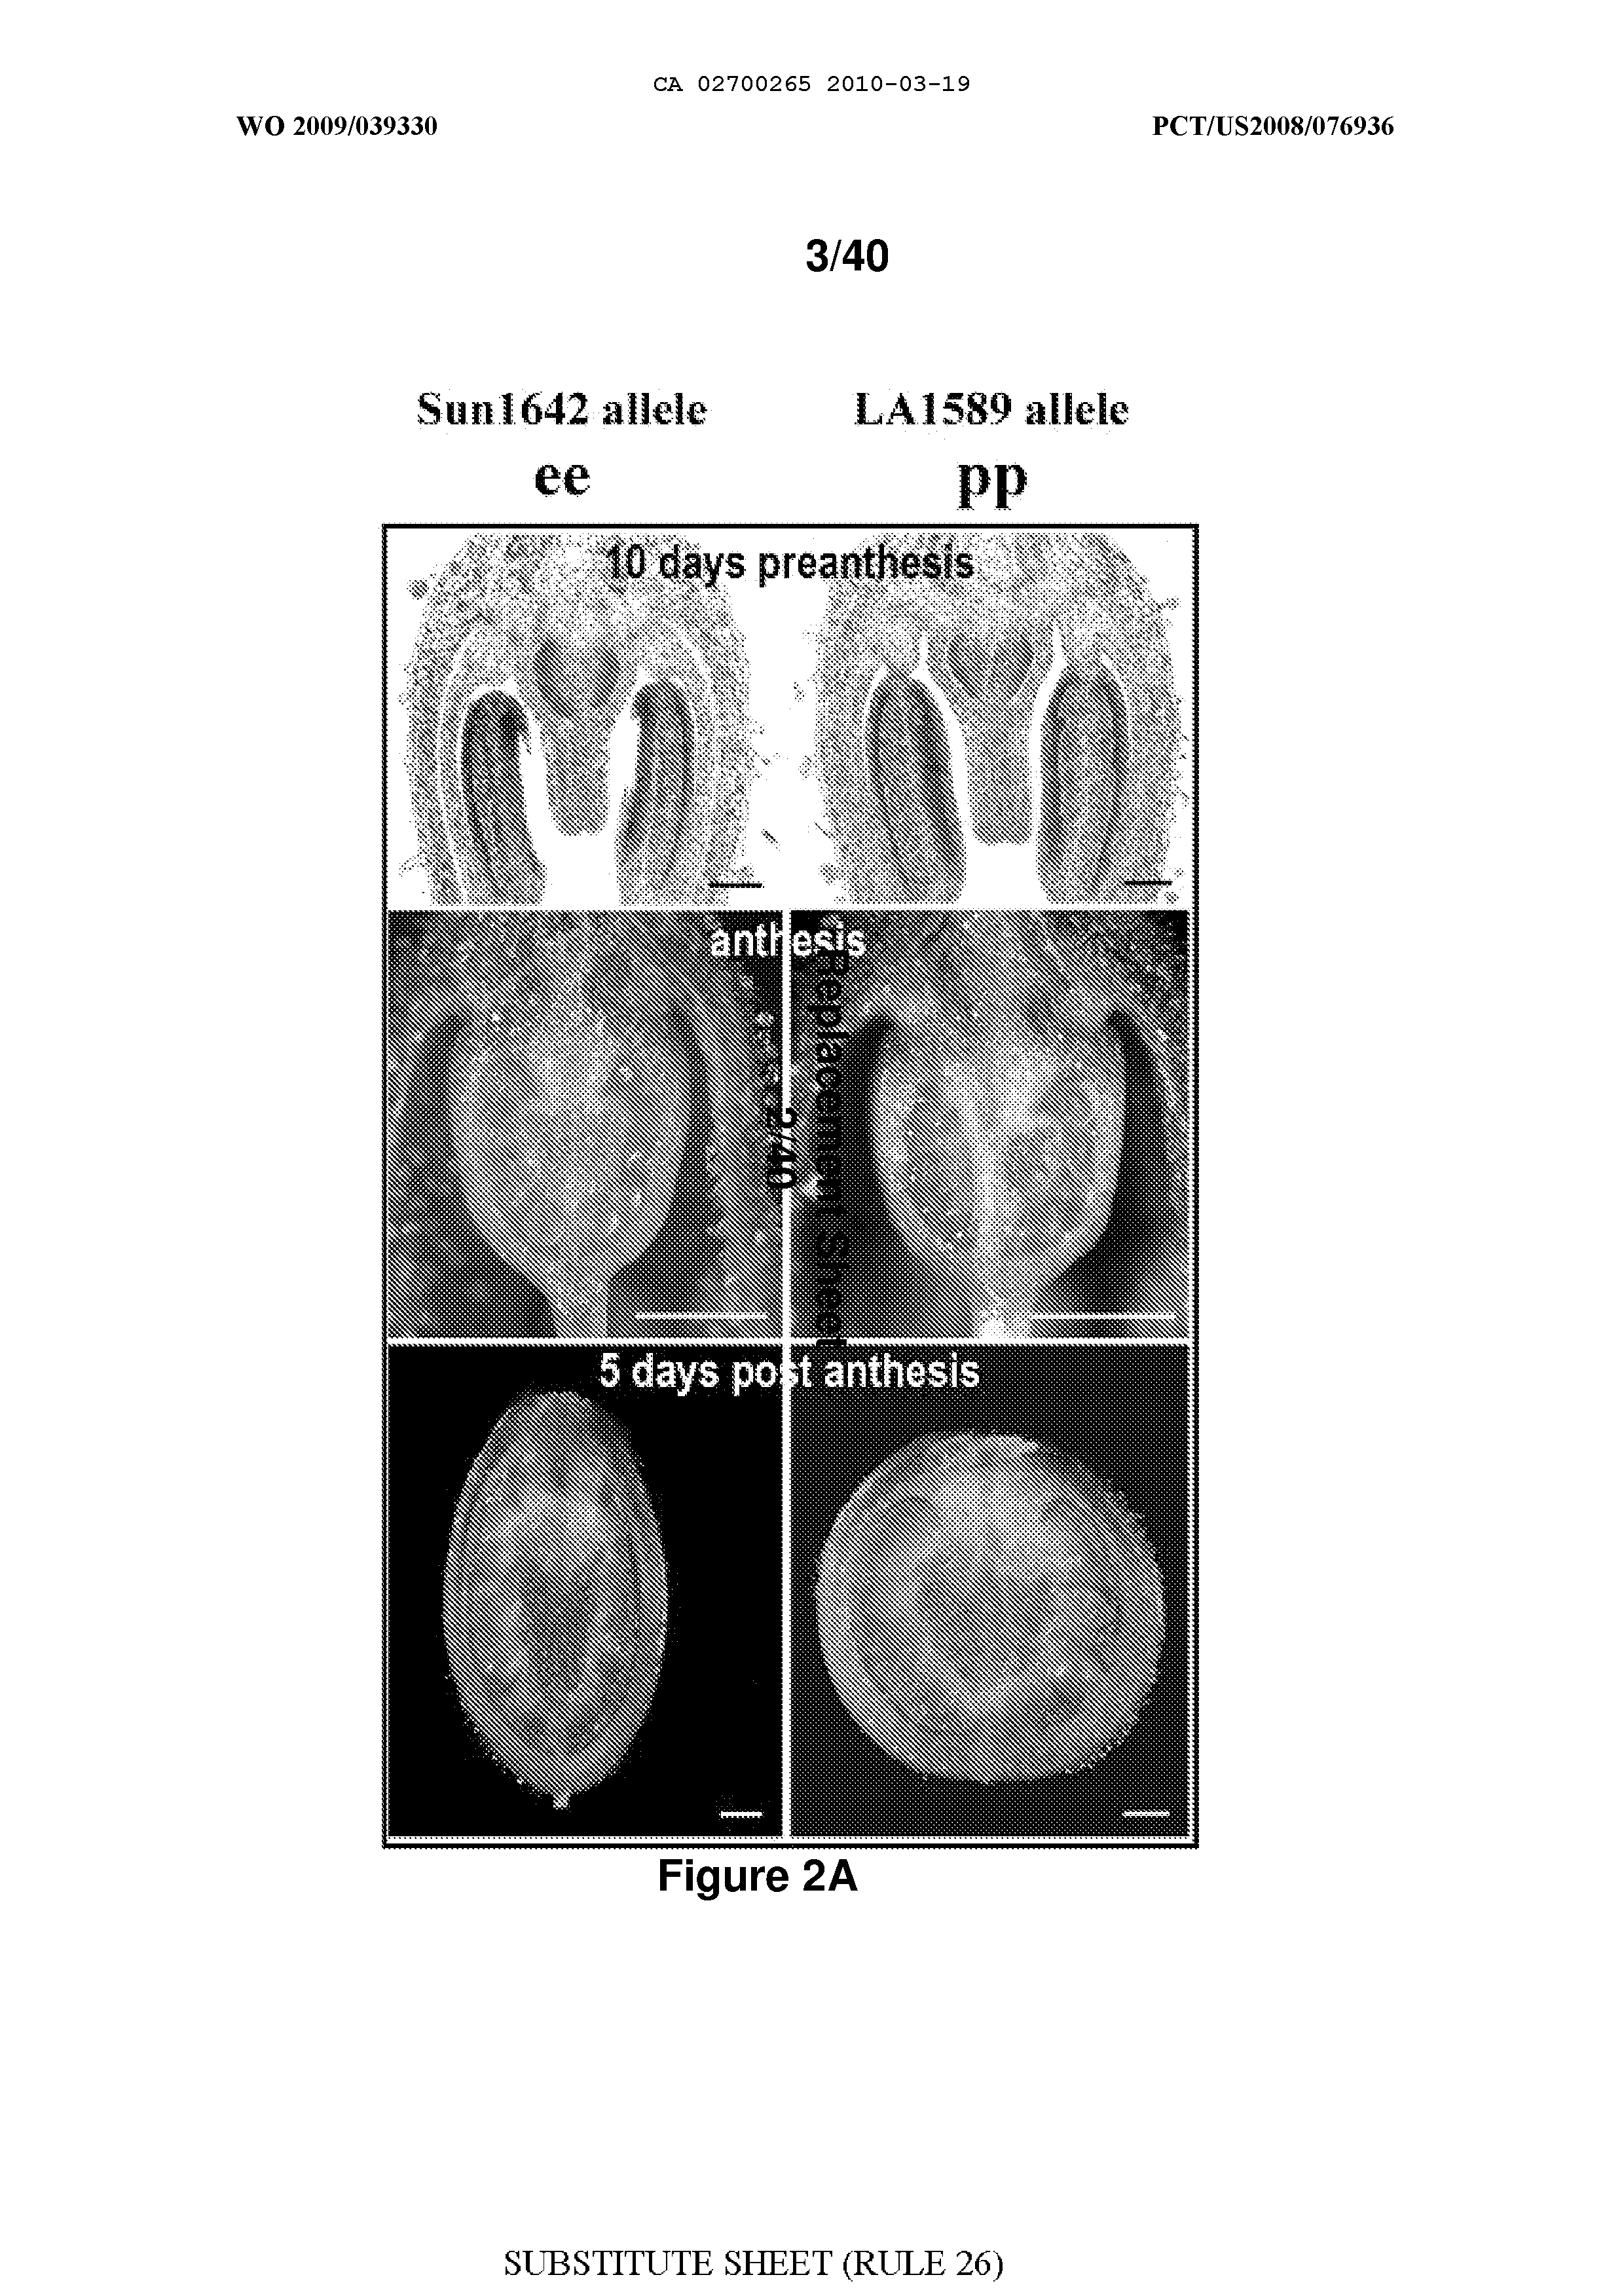 CA 02700265 2010-03-19
WO 2009/039330 PCT/US2008/076936
3/40
Sun1642 allele LA1589 allele
ee pp
10 days preanthesis
anthesis
Replacement Sheet
2/40
5 days post anthesis
Figure 2A
SUBSTITUTE SHEET (RULE 26)